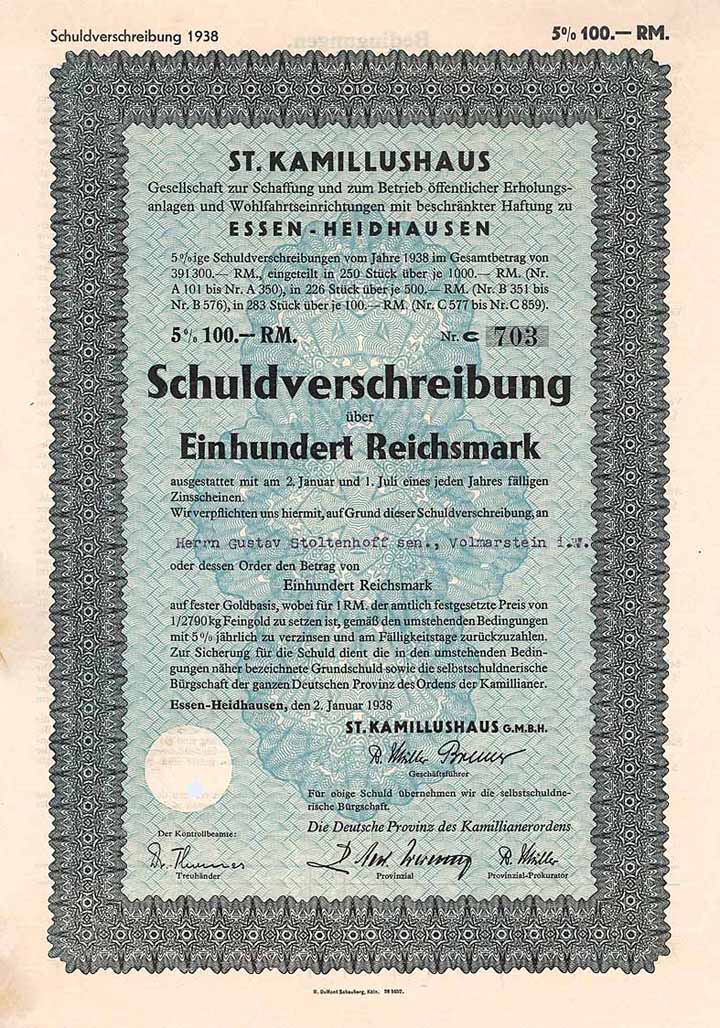 Schuldverschreibung 1938
5% 100.— RM.
ST. KAMILLUSHAUS
Gesellschaft zur Schaffung und zum Betrieb öffentlicher Erholungs-
anlagen und Wohlfahrtseinrichtungen mit beschränkter Haftung zu
ESSEN-HEIDHAUSEN
5%ige Schuldverschreibungen vom Jahre 1938 im Gesamtbetrag von
391 300.— RM., eingeteilt in 250 Stück über je 1000.— RM. (Nr.
A 101 bis Nr. A 350), in 226 Stück über je 500.— RM. (Nr. B 351 bis
Nr. B 576), in 283 Stück über je 100.— RM. (Nr. C 577 bis Nr. C 859).
5% 100.— RM.
Nr. C 703
Schuldverschreibung
über
Einhundert Reichsmark
ausgestattet mit am 2. Januar und 1. Juli eines jeden Jahres fälligen
Zinsscheinen.
Wir verpflichten uns hiermit, auf Grund dieser Schuldverschreibung, an
Herrn Gustav Stoltenhoff sen., Volmarstein i.W.
oder dessen Order den Betrag von
Einhundert Reichsmark
auf fester Goldbasis, wobei für 1 RM. der amtlich festgesetzte Preis von
1/2790 kg Feingold zu setzen ist, gemäß den umstehenden Bedingungen
mit 5% jährlich zu verzinsen und am Fälligkeitstage zurückzuzahlen.
Zur Sicherung für die Schuld dient die in den umstehenden Bedin-
gungen näher bezeichnete Grundschuld sowie die selbstschuldnerische
Bürgschaft der ganzen Deutschen Provinz des Ordens der Kamillianer.
Essen-Heidhausen, den 2. Januar 1938
ST. KAMILLUSHAUS G.M.B.H.
R. Müller Bremer
Geschäftsführer
Für obige Schuld übernehmen wir die selbstschuldne-
rische Bürgschaft.
Die Deutsche Provinz des Kamillianerordens
Der Kontrollbeamte:
Treuhänder
Provinzial
R. Müller
Provinzial-Prokurator
M. DuMont Schauberg, Köln.